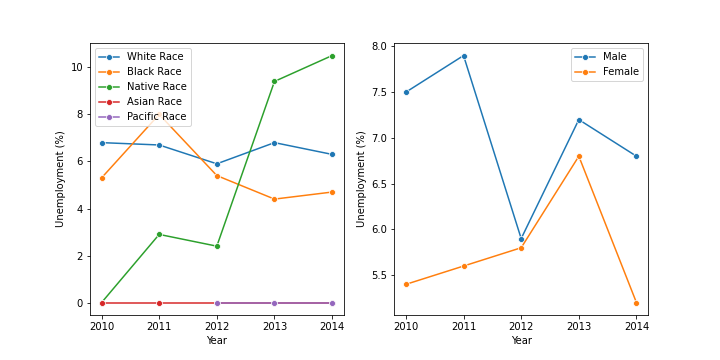 White Race
Black Race
Native Race
Asian Race
Pacific Race
Unemployment (%)
10
8
6
4
2
0
2010 2011 2012 2013 2014
Year
Male
Female
Unemployment (%)
8.0
7.5
7.0
6.5
6.0
5.5
2010 2011 2012 2013 2014
Year